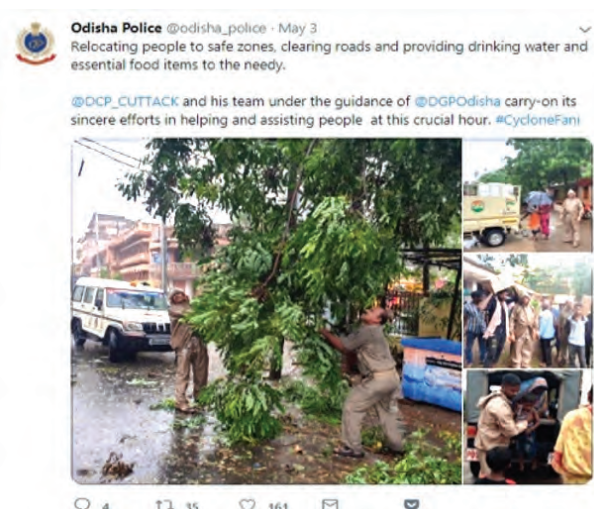 Odisha Police @odisha_police · May 3
Relocating people to safe zones, clearing roads and providing drinking water and
essential food items to the needy.
@DCP_CUTTACK and his team under the guidance of @DGPOdisha carry-on its
sincere efforts in helping and assisting people at this crucial hour. #CycloneFani
4 35 161